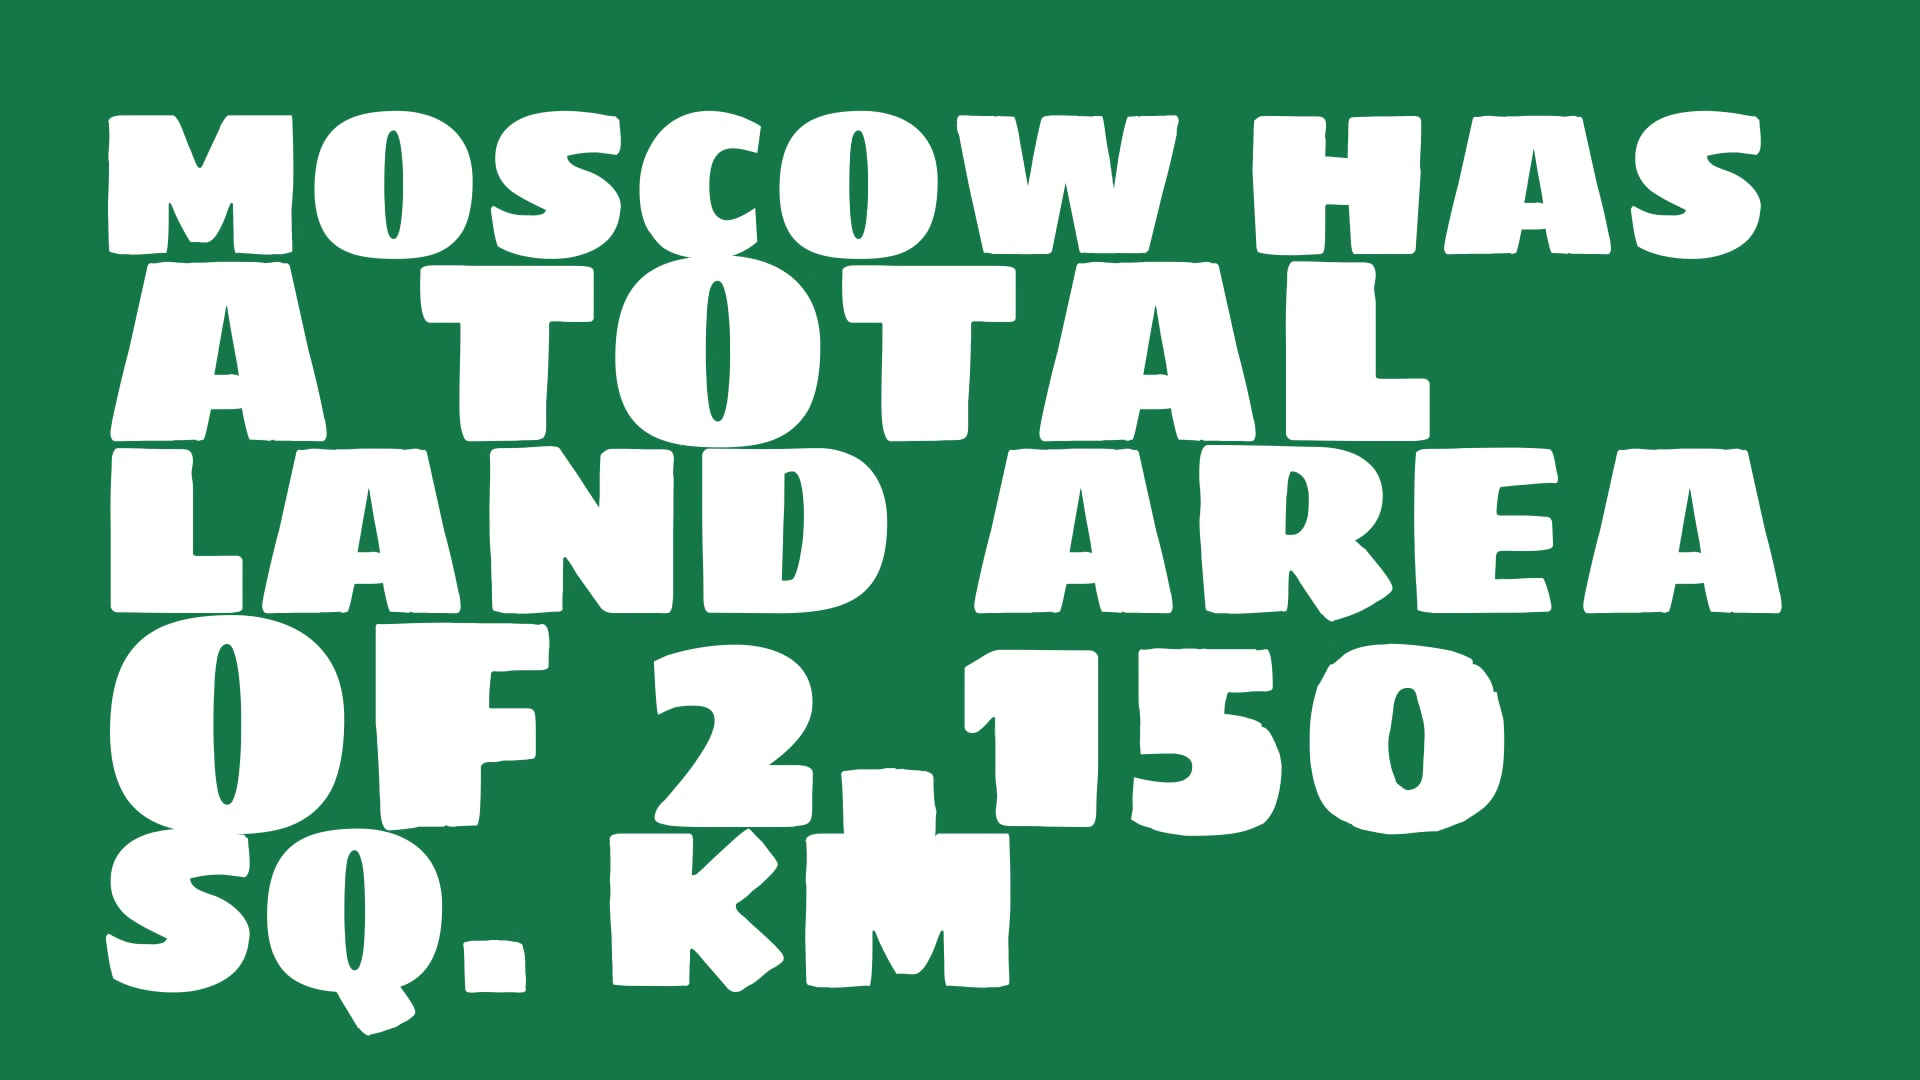 MOSCOW HAS
A TOTAL
LAND AREA
OF 2,150
SQ. KM